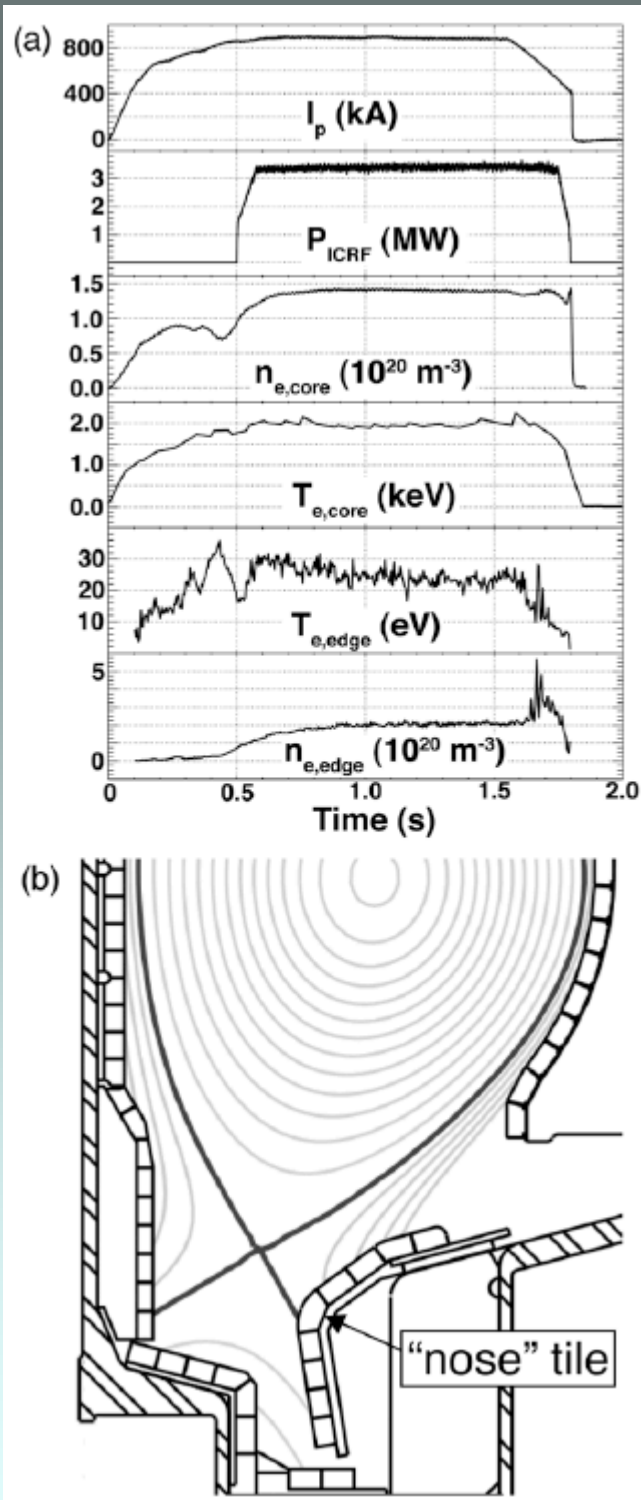 (a)
800
400
0
I_p (kA)
3
2
1
P_ICRF (MW)
1.5
1.0
0.5
0.0
n_e,core (10^20 m^-3)
2.0
1.0
0.0
T_e,core (keV)
30
20
10
T_e,edge (eV)
5
0
n_e,edge (10^20 m^-3)
0 0.5 1.0 1.5 2.0
Time (s)
(b)
“nose” tile